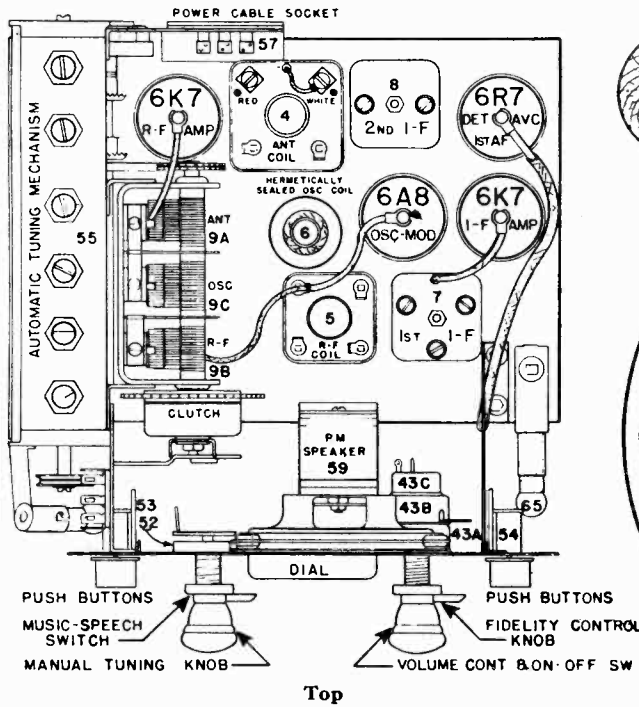 POWER CABLE SOCKET
57
AUTOMATIC TUNING MECHANISM
55
6K7
R-F AMP
RED
WHITE
4
ANT
COIL
8
2ND I-F
6R7
DET AVC
1ST AF
HERMETICALLY
SEALED OSC COIL
6
6A8
OSC-MOD
6K7
I-F AMP
ANT
9A
OSC
9C
R-F
9B
5
R-F
COIL
7
1ST I-F
CLUTCH
PM
SPEAKER
59
43C
43B
43A
53
52
54
65
DIAL
PUSH BUTTONS
MUSIC-SPEECH
SWITCH
MANUAL TUNING KNOB
PUSH BUTTONS
FIDELITY CONTROL
KNOB
VOLUME CONT & ON-OFF SW
Top